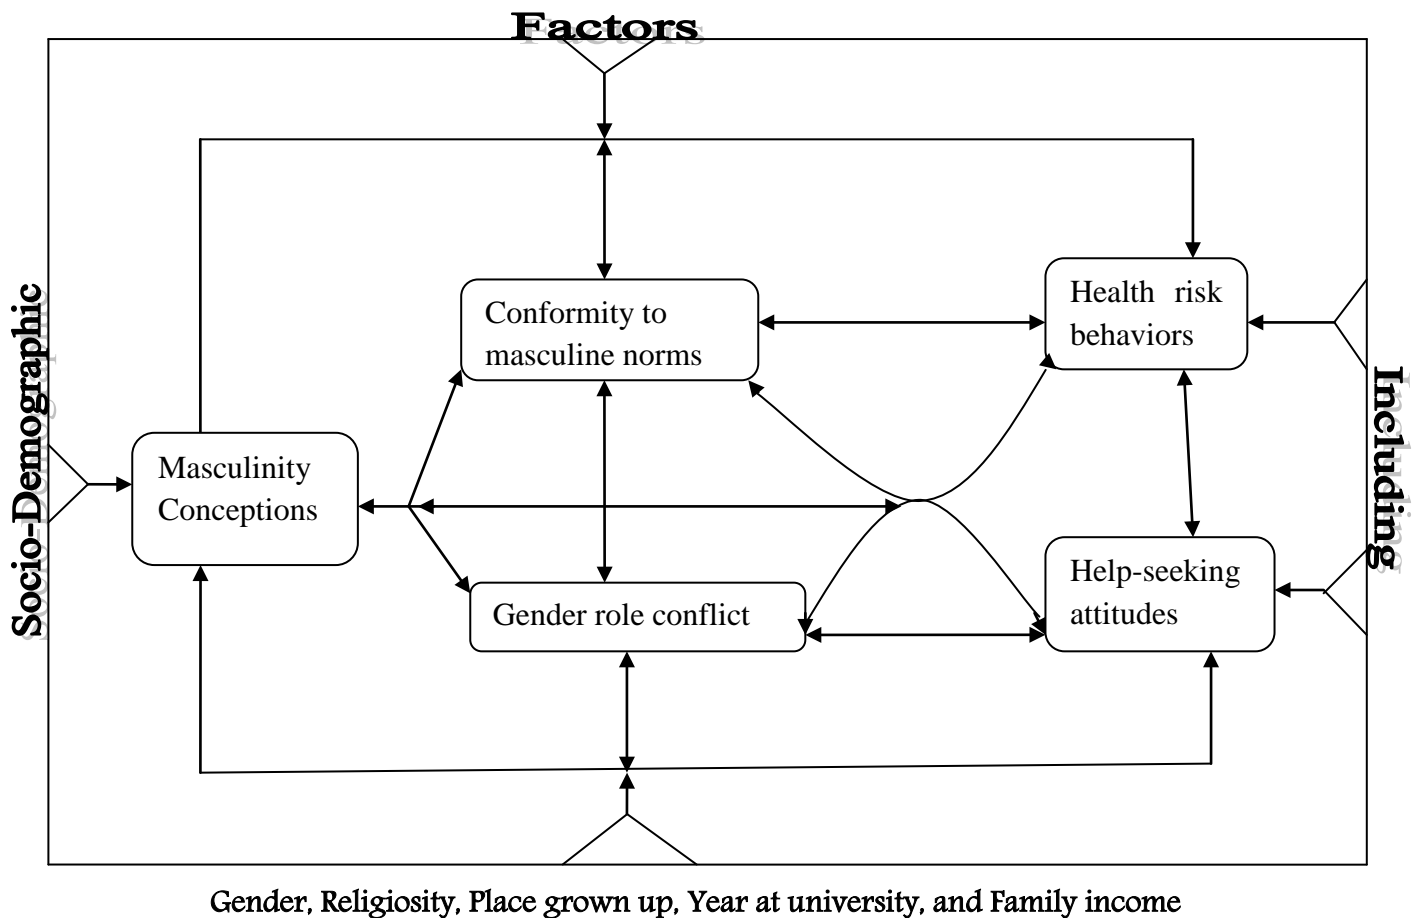 Factors
Socio-Demographic
Including
Conformity to
masculine norms
Health risk
behaviors
Masculinity
Conceptions
Gender role conflict
Help-seeking
attitudes
Gender, Religiosity, Place grown up, Year at university, and Family income